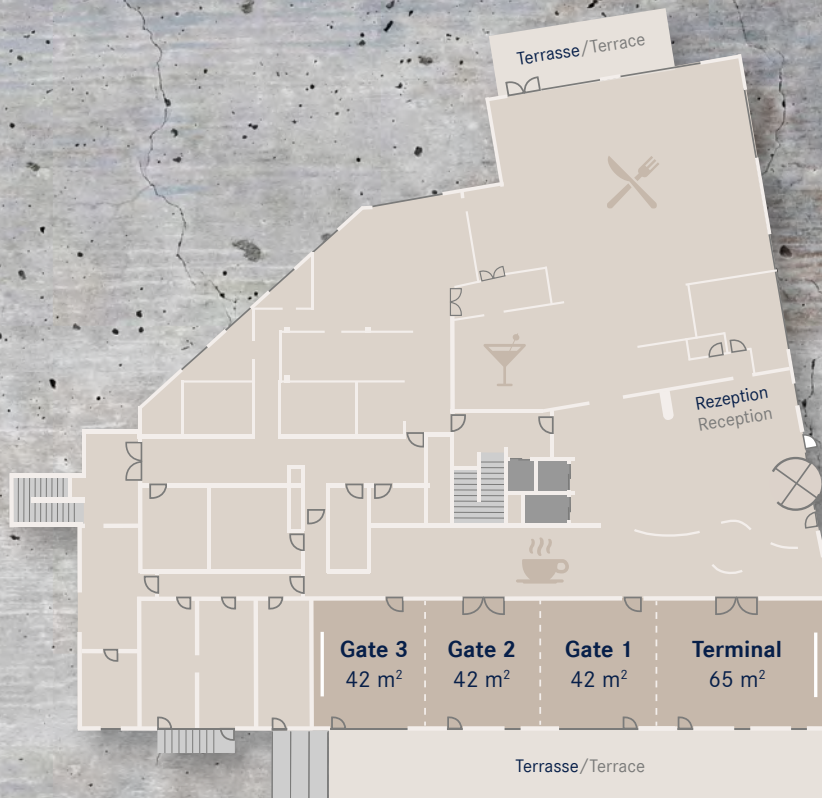 Terrasse/Terrace
Rezeption
Reception
Gate 3
42 m²
Gate 2
42 m²
Gate 1
42 m²
Terminal
65 m²
Terrasse/Terrace